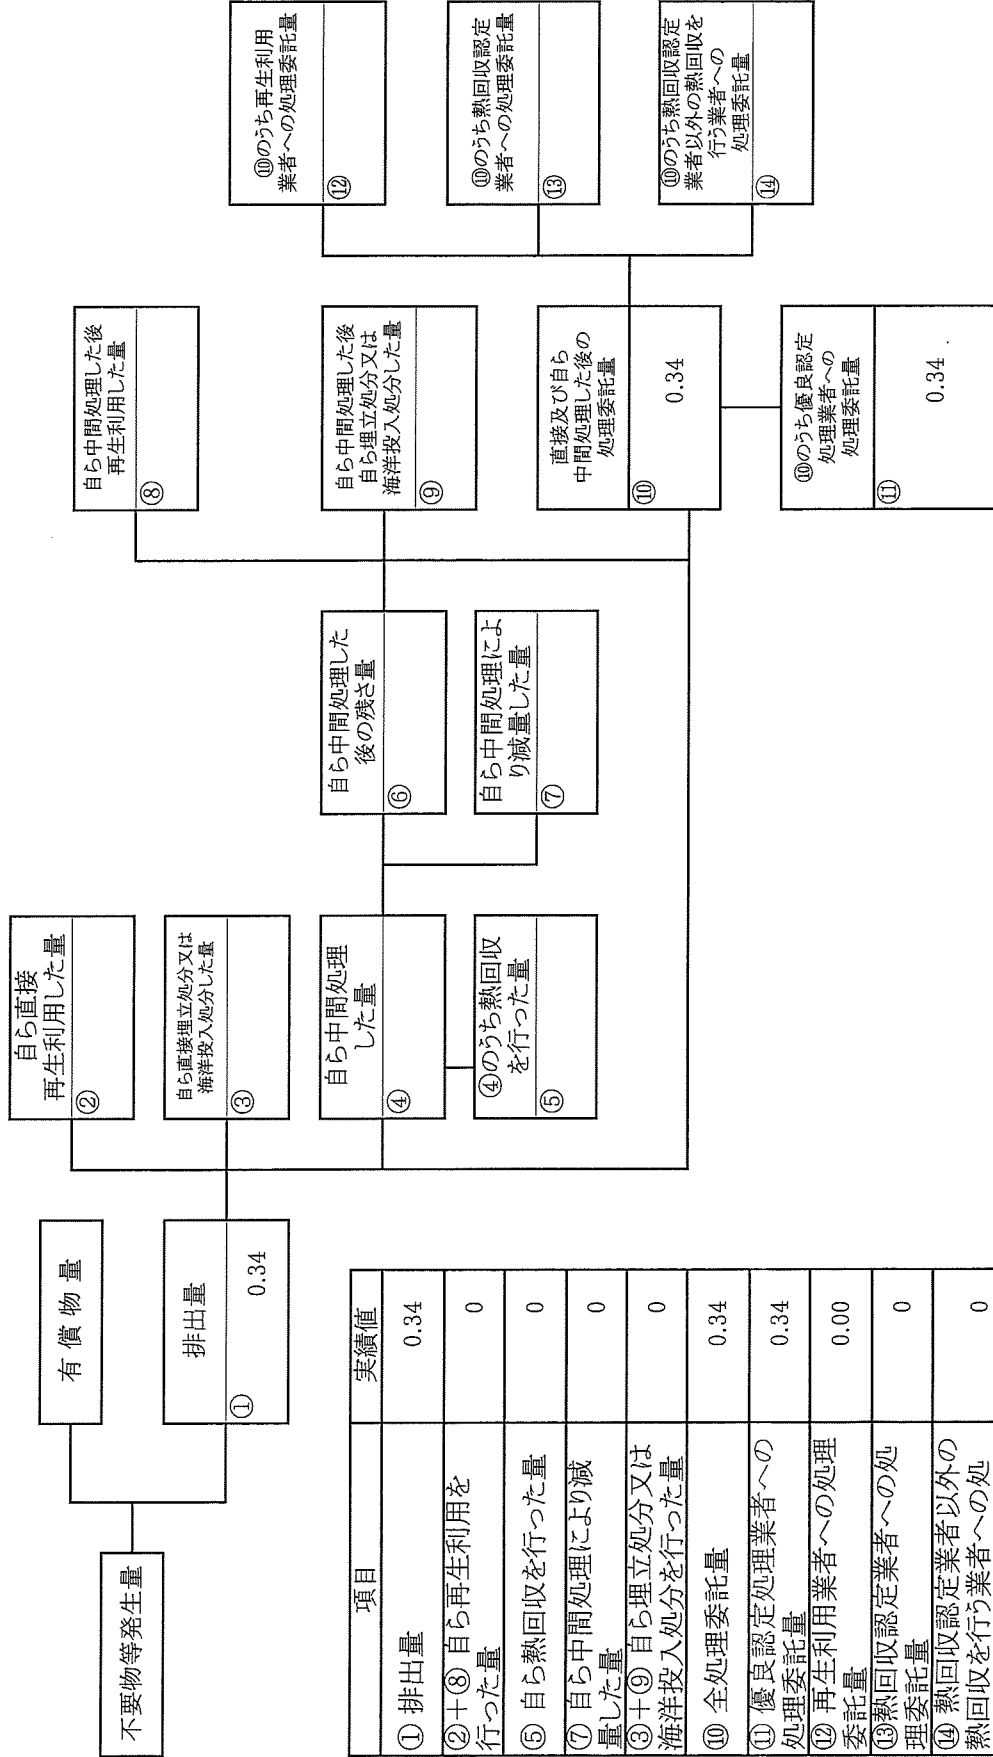 不要物等発生量
有償物量
排出量
①
0.34
自ら直接
再生利用した量
②
自ら直接埋立処分又は
海洋投入処分した量
③
自ら中間処理
した量
④
④のうち熱回収
を行った量
⑤
自ら中間処理した
後の残さ量
⑥
自ら中間処理によ
り減量した量
⑦
自ら中間処理した後
再生利用した量
⑧
自ら中間処理した後
自ら埋立処分又は
海洋投入処分した量
⑨
直接及び自ら
中間処理した後の
処理委託量
⑩
0.34
⑩のうち優良認定
処理業者への
処理委託量
⑪
0.34
⑩のうち再生利用
業者への処理委託量
⑫
⑩のうち熱回収認定
業者への処理委託量
⑬
⑩のうち熱回収認定
業者以外の熱回収を
行う業者への
処理委託量
⑭
項目 実績値
① 排出量 0.34
②+⑧ 自ら再生利用を
行った量 0
⑤ 自ら熱回収を行った量 0
⑦ 自ら中間処理により減
量した量 0
③+⑨ 自ら埋立処分又は
海洋投入処分を行った量 0
⑩ 全処理委託量 0.34
⑪ 優良認定処理業者への
処理委託量 0.34
⑫ 再生利用業者への処理
委託量 0.00
⑬熱回収認定業者への処
理委託量 0
⑭ 熱回収認定業者以外の
熱回収を行う業者への処 0